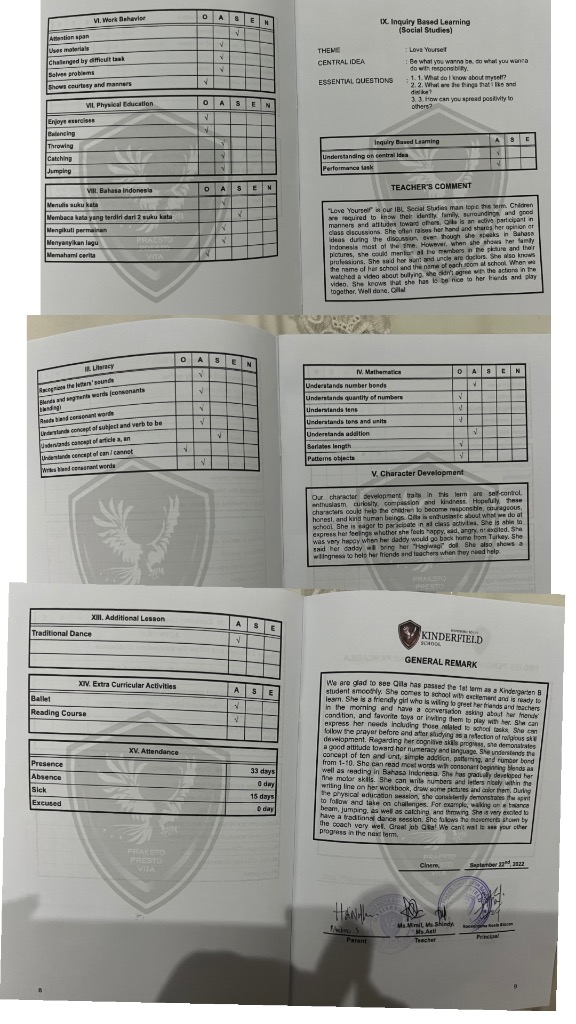 VI. Work Behavior
O A S E N
Attention span √
Uses materials √
Challenged by difficult task √
Solves problems √
Shows courtesy and manners √
VII. Physical Education
O A S E N
Enjoys exercises √
Balancing √
Throwing √
Catching √
Jumping √
VIII. Bahasa Indonesia
O A S E N
Menulis suku kata √
Membaca kata yang terdiri dari 2 suku kata √
Mengikuti permainan √
Menyanyikan lagu √
Memahami cerita √
PRAESTO
PRESTO
VITA
IX. Inquiry Based Learning
(Social Studies)
THEME : Love Yourself
CENTRAL IDEA : Be what you wanna be, do what you wanna
do with responsibility.
ESSENTIAL QUESTIONS : 1. 1. What do I know about myself?
2. 2. What are the things that I like and
dislike?
3. 3. How can you spread positivity to
others?
Inquiry Based Learning A S E
Understanding on central idea √
Performance task √
TEACHER'S COMMENT
"Love Yourself" is our IBL Social Studies main topic this term. Children
are required to know their identity, family, surroundings, and good
manners and attitudes toward others. Qilla is an active participant in
class discussions. She often raises her hand and shares her opinion or
ideas during the discussion, even though she speaks in Bahasa
Indonesia most of the time. However, when she shows her family
pictures, she could mention all the members in the picture and their
professions. She said her aunt and uncle are doctors. She also knows
the name of her school and the name of each room at school. When we
watched a video about bullying, she didn't agree with the actions in the
video. She knows that she has to be nice to her friends and play
together. Well done, Qilla!
III. Literacy
O A S E N
Recognizes the letters' sounds √
Blends and segments words (consonants
blending) √
Reads blend consonant words √
Understands concept of subject and verb to be √
Understands concept of article a, an √
Understands concept of can / cannot √
Writes blend consonant words √
IV. Mathematics O A S E N
Understands number bonds √
Understands quantity of numbers √
Understands tens √
Understands tens and units √
Understands addition √
Seriates length √
Patterns objects √
V. Character Development
Our character development traits in this term are self-control,
enthusiasm, curiosity, compassion and kindness. Hopefully, these
characters could help the children to become responsible, courageous,
honest, and kind human beings. Qilla is enthusiastic about what we do at
school. She is eager to participate in all class activities. She is able to
express her feelings whether she feels happy, sad, angry, or excited. She
was very happy when her daddy would go back home from Turkey. She
said her daddy will bring her "Hagiwagi" doll. She also shows a
willingness to help her friends and teachers when they need help.
PRAESTO
PRESTO
XIII. Additional Lesson
A S E
Traditional Dance √
XIV. Extra Curricular Activities
A S E
Ballet √
Reading Course √
XV. Attendance
Presence 33 days
Absence 0 day
Sick 15 days
Excused 0 day
PRAESTO
PRESTO
VITA
8
KINDERFIELD
SCHOOL
GENERAL REMARK
We are glad to see Qilla has passed the 1st term as a Kindergarten B
student smoothly. She comes to school with excitement and is ready to
learn. She is a friendly girl who is willing to greet her friends and teachers
in the morning and have a conversation asking about her friends'
condition, and favorite toys or inviting them to play with her. She can
express her needs including those related to school tasks. She can
follow the prayer before and after studying as a reflection of religious skill
development. Regarding her cognitive skills progress, she demonstrates
a good attitude toward her numeracy and language. She understands the
concept of ten and unit, simple addition, patterning, and number bond
from 1-10. She can read most words with consonant beginning blends as
well as reading in Bahasa Indonesia. She has gradually developed her
fine motor skills. She can write numbers and letters nicely within the
writing line on her workbook, draw some pictures and color them. During
the physical education session, she consistently demonstrates the spirit
to follow and take on challenges. For example, walking on a balance
beam, jumping, as well as catching, and throwing. She is very excited to
have a traditional dance session. She follows the movements shown by
the coach very well. Great job Qilla! We can't wait to see your other
progress in the next term.
Cinere, September 22nd, 2022
Ms.Mimil, Ms.Shindy,
Ms.Asti
Parent Teacher Principal
9